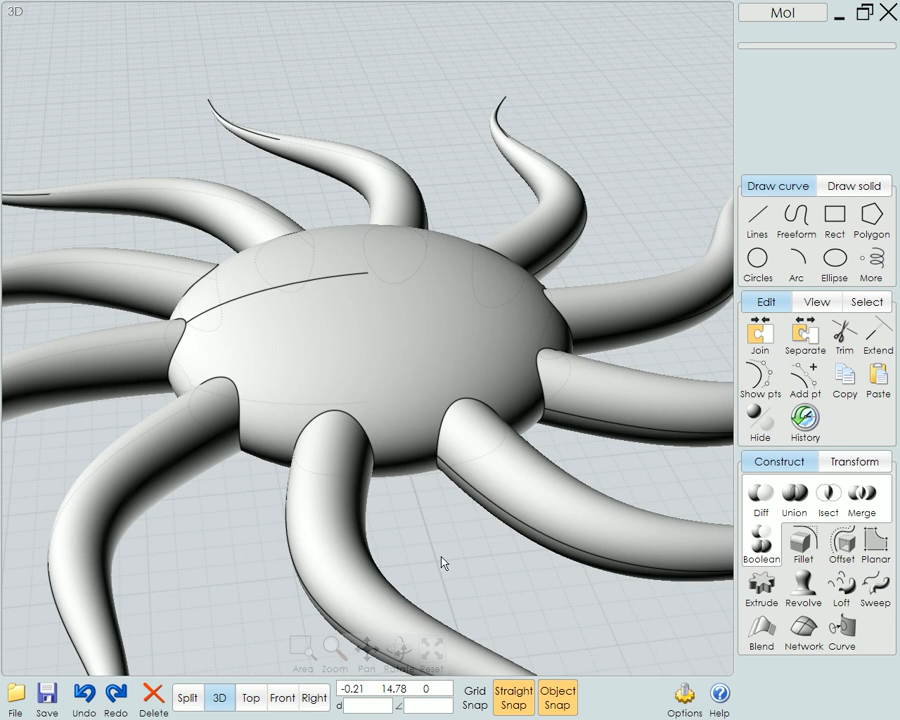 3D
MoI
Draw curve Draw solid
Lines Freeform Rect Polygon
Circles Arc Ellipse More
Edit View Select
Join Separate Trim Extend
Show pts Add pt Copy Paste
Hide History
Construct Transform
Diff Union Isect Merge
Boolean Fillet Offset Planar
Extrude Revolve Loft Sweep
Blend Network Curve
Area Zoom Pan Rotate Reset
File Save Undo Redo Delete
Split 3D Top Front Right
-0.21 14.78 0
d
Grid Snap
Straight Snap
Object Snap
Options Help